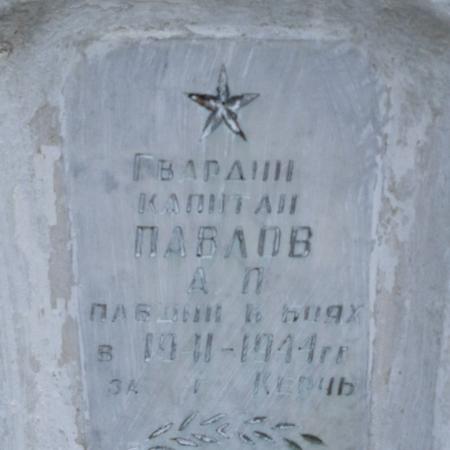 ГВАРДИИ
КАПИТАН
ПАВЛОВ
А П
ПАВШИЙ В БОЯХ
В 1941-1944 гг
ЗА г КЕРЧЬ